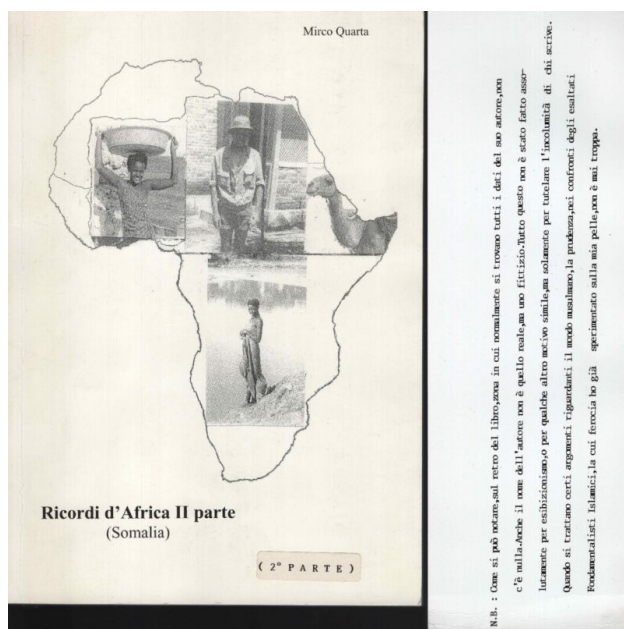 Mirco Quarta
Ricordi d'Africa II parte
(Somalia)
( 2° PARTE )
N.B. : Come si può notare,sul retro del libro,zona in cui normalmente si trovano tutti i dati del suo autore,non
c'è nulla.Anche il nome dell'autore non è quello reale,ma uno fittizio.Tutto questo non è stato fatto asso-
lutamente per esibizionismo,o per qualche altro motivo simile,ma solamente per tutelare l'incolumità di chi scrive.
Quando si trattano certi argomenti riguardanti il mondo musulmano,la prudenza,nei confronti degli esaltati
Fondamentalisti Islamici,la cui ferocia ho già sperimentato sulla mia pelle,non è mai troppa.